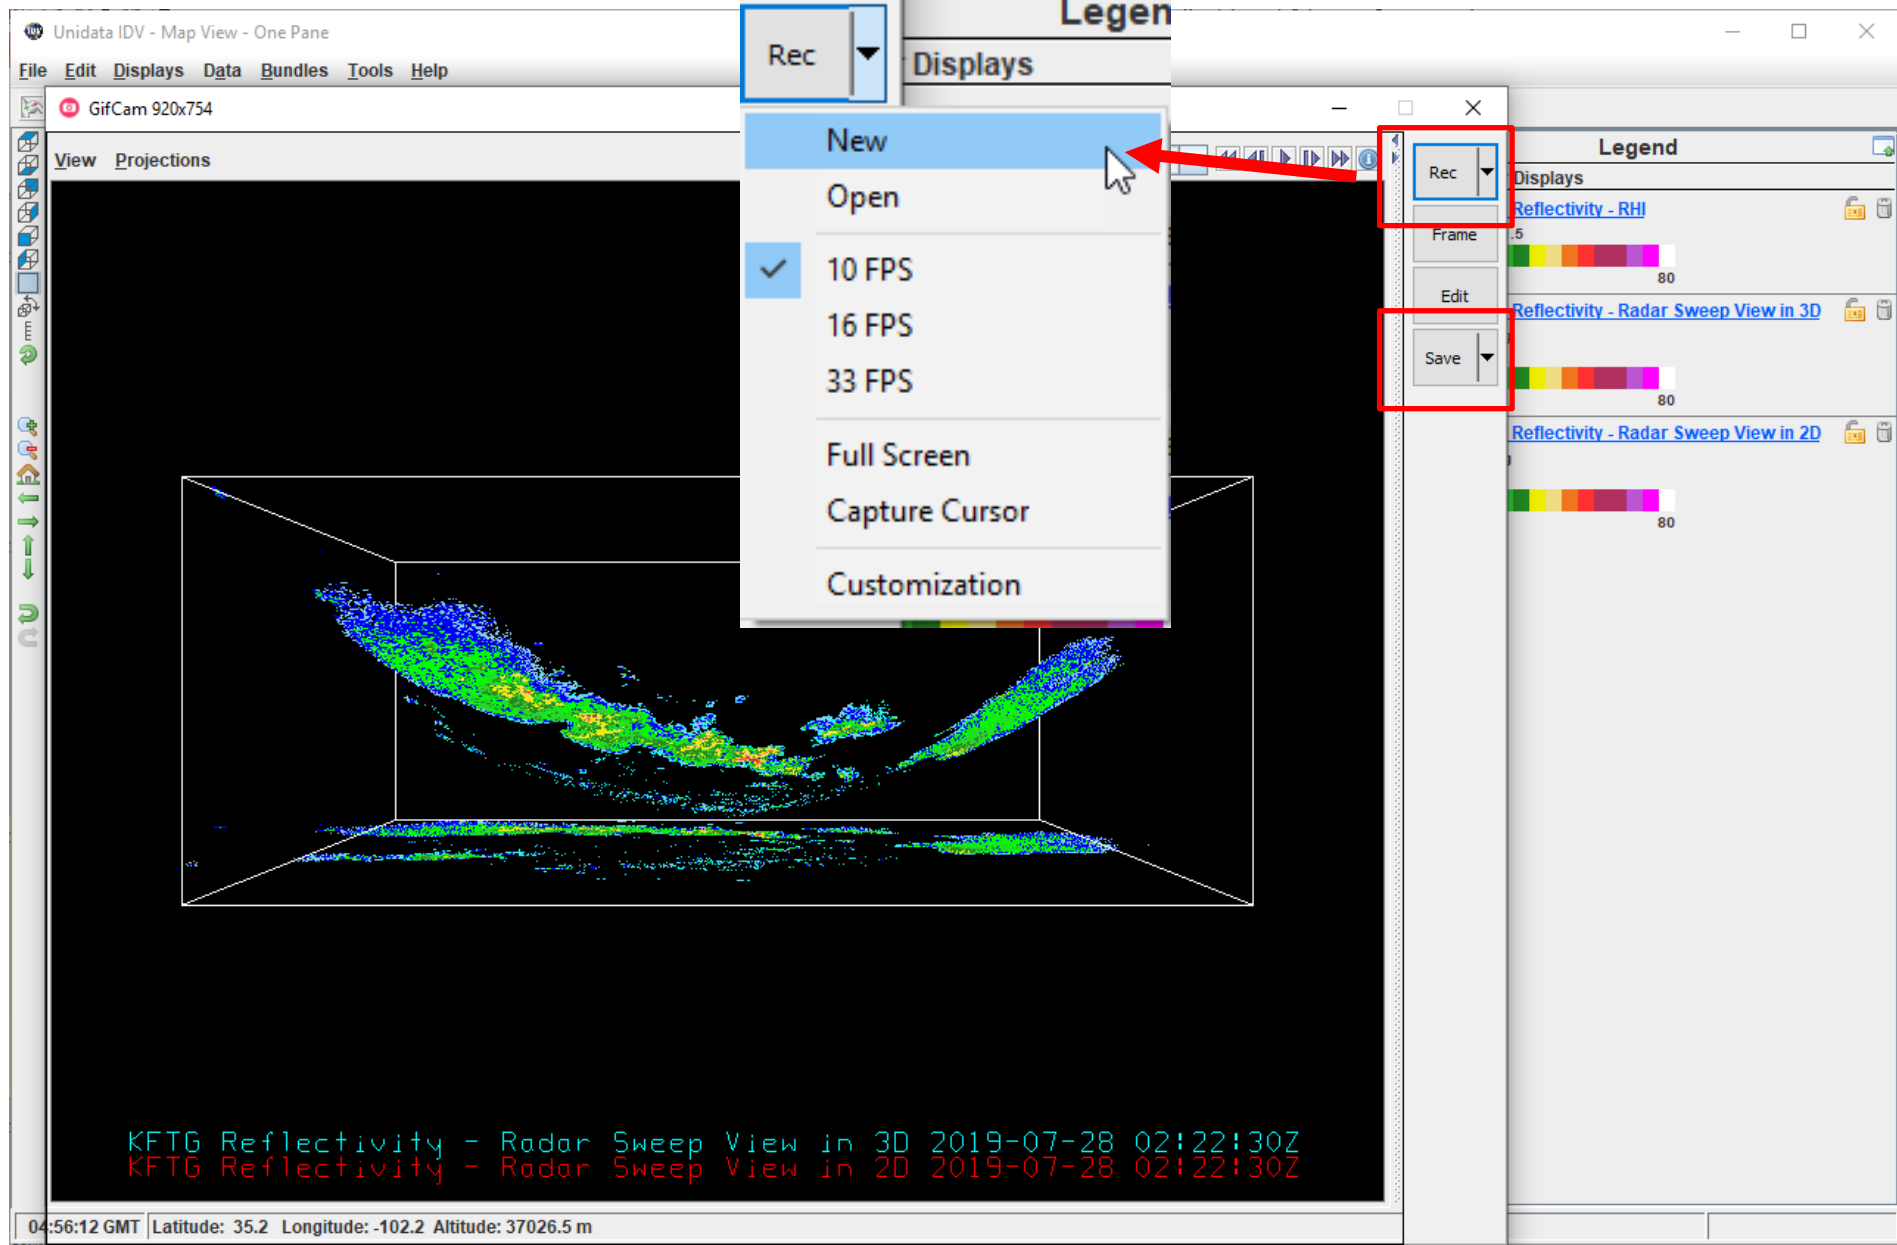 Unidata IDV - Map View - One Pane
File Edit Displays Data Bundles Tools Help
GifCam 920x754
View Projections
Rec
Legen
Displays
New
Open
10 FPS
16 FPS
33 FPS
Full Screen
Capture Cursor
Customization
Rec
Frame
Edit
Save
Legend
Displays
Reflectivity - RHI
.5
80
Reflectivity - Radar Sweep View in 3D
80
Reflectivity - Radar Sweep View in 2D
80
KFTG Reflectivity - Radar Sweep View in 3D 2019-07-28 02:22:30Z
KFTG Reflectivity - Radar Sweep View in 2D 2019-07-28 02:22:30Z
04:56:12 GMT Latitude: 35.2 Longitude: -102.2 Altitude: 37026.5 m